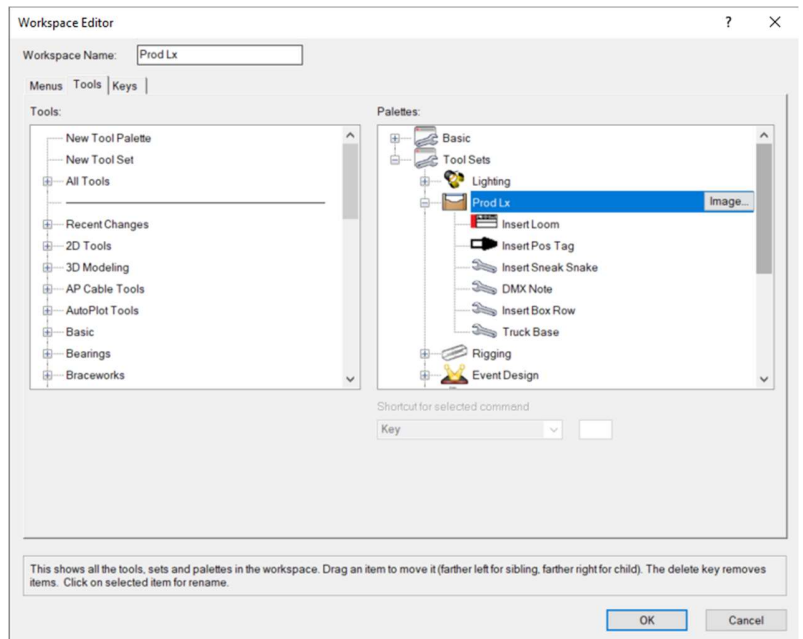 Workspace Editor
?
Workspace Name:
Prod Lx
Menus
Tools
Keys
Tools:
New Tool Palette
New Tool Set
All Tools
Recent Changes
2D Tools
3D Modeling
AP Cable Tools
AutoPlot Tools
Basic
Bearings
Braceworks
Palettes:
Basic
Tool Sets
Lighting
Prod Lx
Image...
Insert Loom
Insert Pos Tag
Insert Sneak Snake
DMX Note
Insert Box Row
Truck Base
Rigging
Event Design
Shortcut for selected command
Key
This shows all the tools, sets and palettes in the workspace. Drag an item to move it (farther left for sibling, farther right for child). The delete key removes
items. Click on selected item for rename.
OK
Cancel